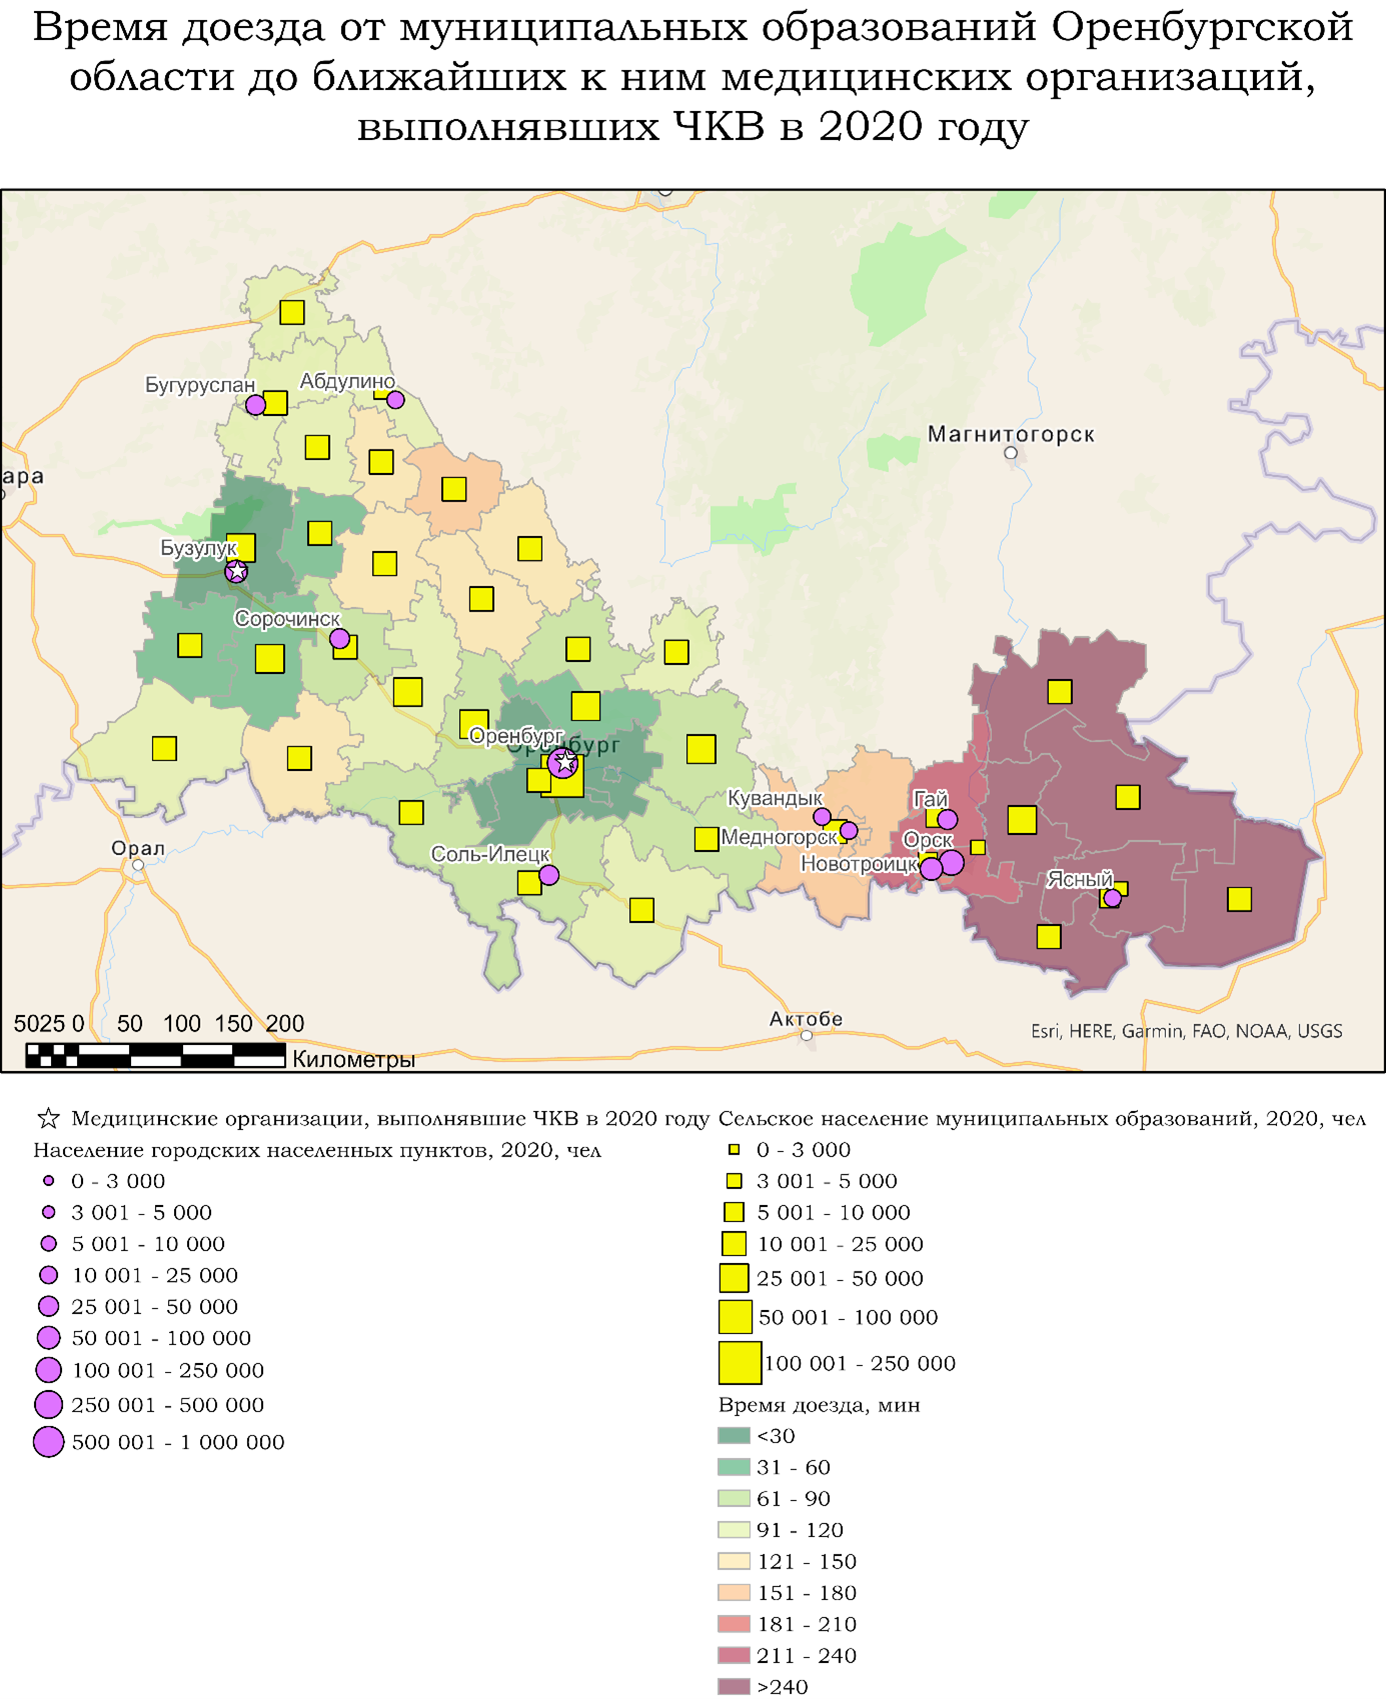 Время доезда от муниципальных образований Оренбургской
области до ближайших к ним медицинских организаций,
выполнявших ЧКВ в 2020 году
Бугуруслан
Абдулино
Магнитогорск
ара
Бузулук
Сорочинск
Оренбург
Оренбург
Кувандык
Гай
Медногорск
Орск
Новотроицк
Орал
Соль-Илецк
Ясный
Актобе
5025 0 50 100 150 200
Километры
Esri, HERE, Garmin, FAO, NOAA, USGS
Медицинские организации, выполнявшие ЧКВ в 2020 году
Население городских населенных пунктов, 2020, чел
0 - 3 000
3 001 - 5 000
5 001 - 10 000
10 001 - 25 000
25 001 - 50 000
50 001 - 100 000
100 001 - 250 000
250 001 - 500 000
500 001 - 1 000 000
Сельское население муниципальных образований, 2020, чел
0 - 3 000
3 001 - 5 000
5 001 - 10 000
10 001 - 25 000
25 001 - 50 000
50 001 - 100 000
100 001 - 250 000
Время доезда, мин
<30
31 - 60
61 - 90
91 - 120
121 - 150
151 - 180
181 - 210
211 - 240
>240